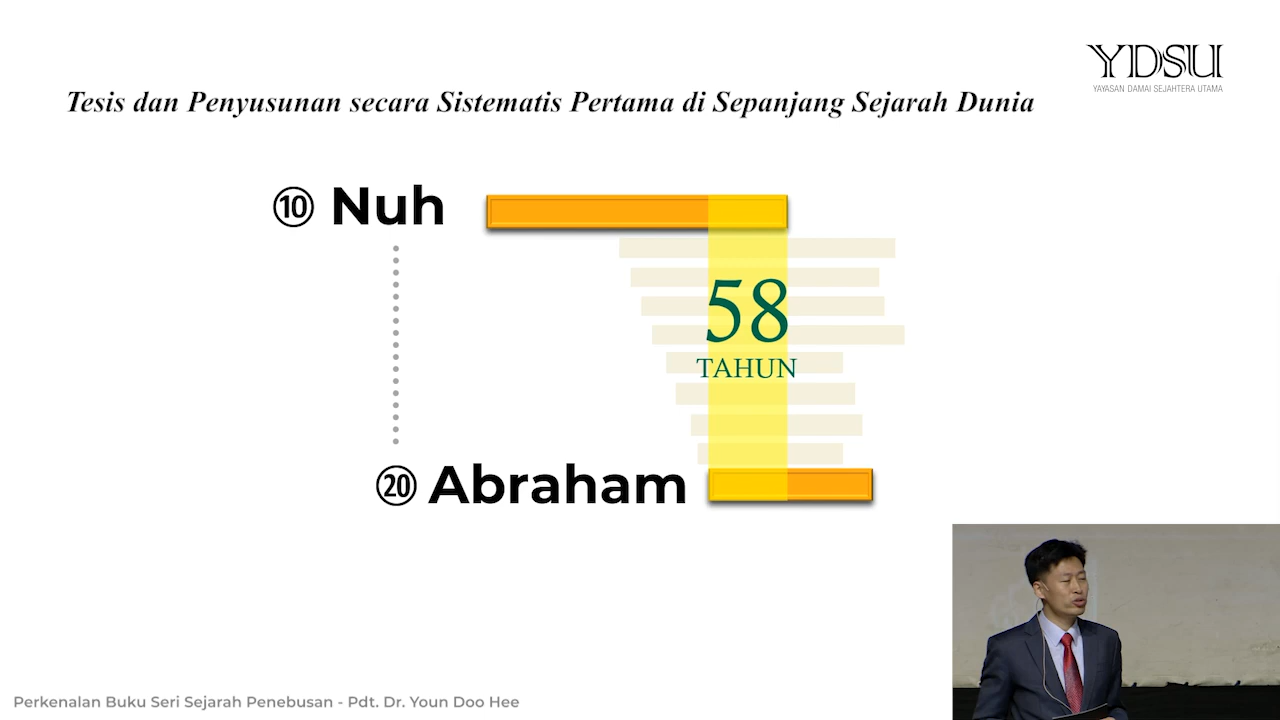 YDSU
YAYASAN DAMAI SEJAHTERA UTAMA
Tesis dan Penyusunan secara Sistematis Pertama di Sepanjang Sejarah Dunia
⑩ Nuh
58
TAHUN
⑳ Abraham
Perkenalan Buku Seri Sejarah Penebusan - Pdt. Dr. Youn Doo Hee